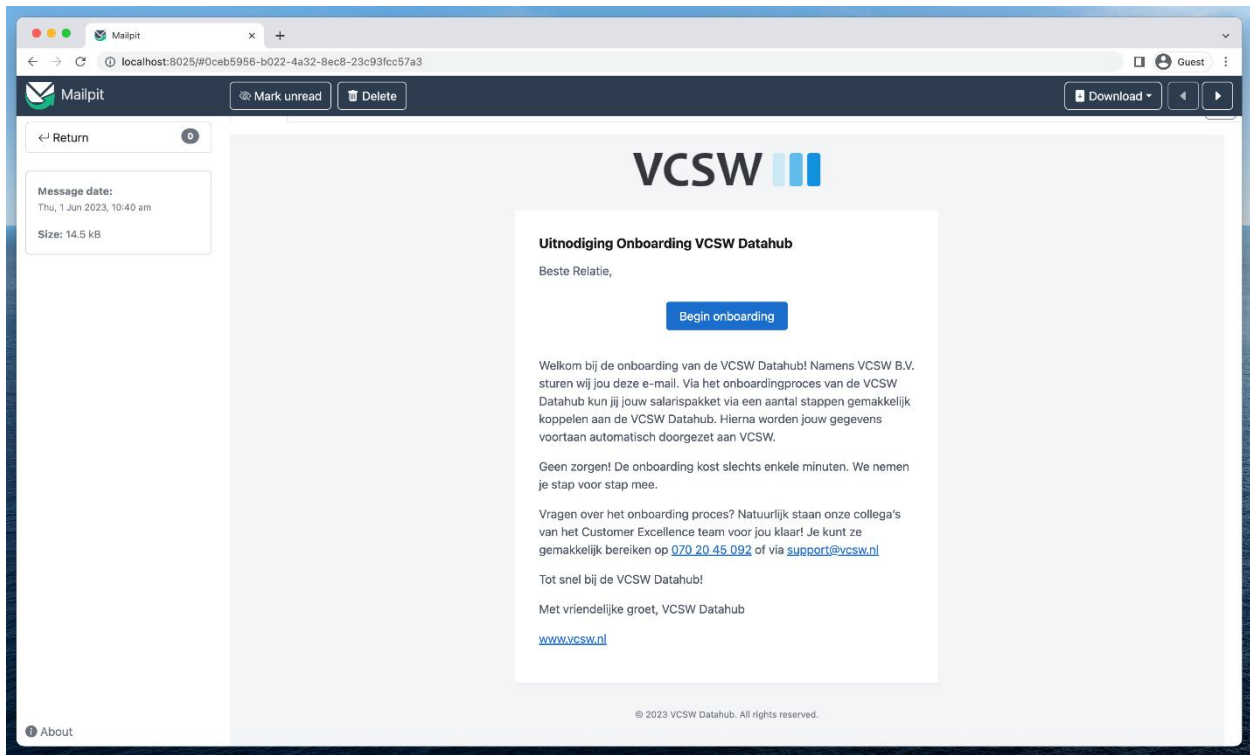 Mailpit
localhost:8025/#0ceb5956-b022-4a32-8ec8-23c93fcc57a3
Guest
Mailpit
Mark unread
Delete
Download
Return
0
Message date:
Thu, 1 Jun 2023, 10:40 am
Size: 14.5 kB
VCSW
Uitnodiging Onboarding VCSW Datahub
Beste Relatie,
Begin onboarding
Welkom bij de onboarding van de VCSW Datahub! Namens VCSW B.V.
sturen wij jou deze e-mail. Via het onboardingproces van de VCSW
Datahub kun jij jouw salarispakket via een aantal stappen gemakkelijk
koppelen aan de VCSW Datahub. Hierna worden jouw gegevens
voortaan automatisch doorgezet aan VCSW.
Geen zorgen! De onboarding kost slechts enkele minuten. We nemen
je stap voor stap mee.
Vragen over het onboarding proces? Natuurlijk staan onze collega's
van het Customer Excellence team voor jou klaar! Je kunt ze
gemakkelijk bereiken op 070 20 45 092 of via support@vcsw.nl
Tot snel bij de VCSW Datahub!
Met vriendelijke groet, VCSW Datahub
www.vcsw.nl
© 2023 VCSW Datahub. All rights reserved.
About